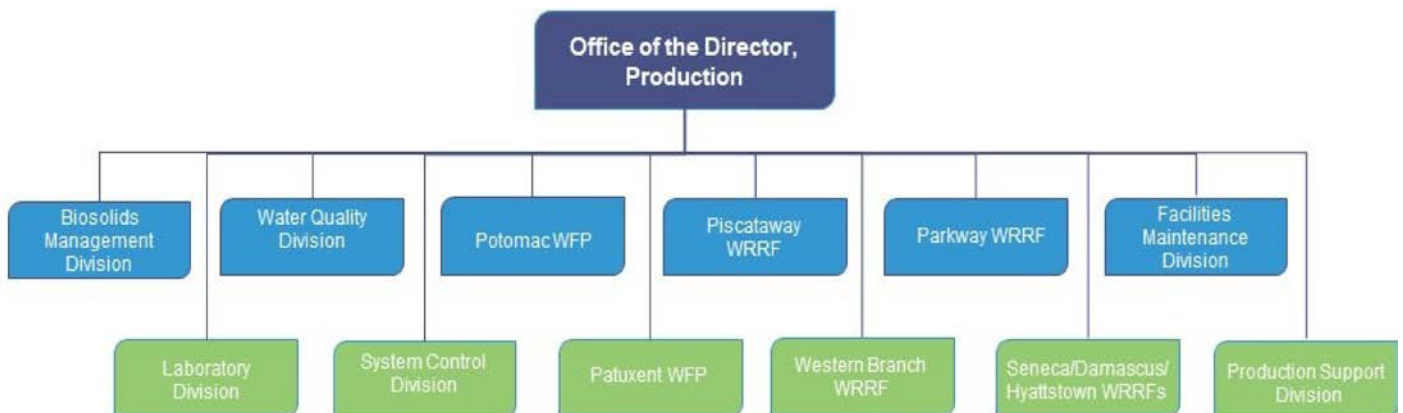 Office of the Director,
Production
Biosolids
Management
Division
Water Quality
Division
Potomac WFP
Piscataway
WRRF
Parkway WRRF
Facilities
Maintenance
Division
Laboratory
Division
System Control
Division
Patuxent WFP
Western Branch
WRRF
Seneca/Damascus/
Hyattstown WRRFs
Production Support
Division